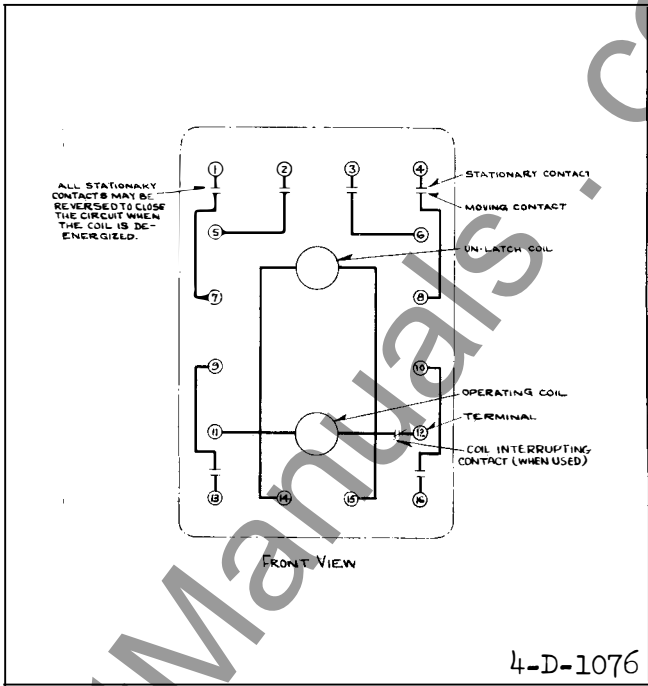 1
2
3
4
STATIONARY CONTACT
MOVING CONTACT
ALL STATIONARY
CONTACTS MAY BE
REVERSED TO CLOSE
THE CIRCUIT WHEN
THE COIL IS DE-
ENERGIZED.
5
6
UN-LATCH COIL
7
8
9
10
OPERATING COIL
TERMINAL
11
12
COIL INTERRUPTING
CONTACT (WHEN USED)
13
14
15
16
FRONT VIEW
4-D-1076
Manuals.co